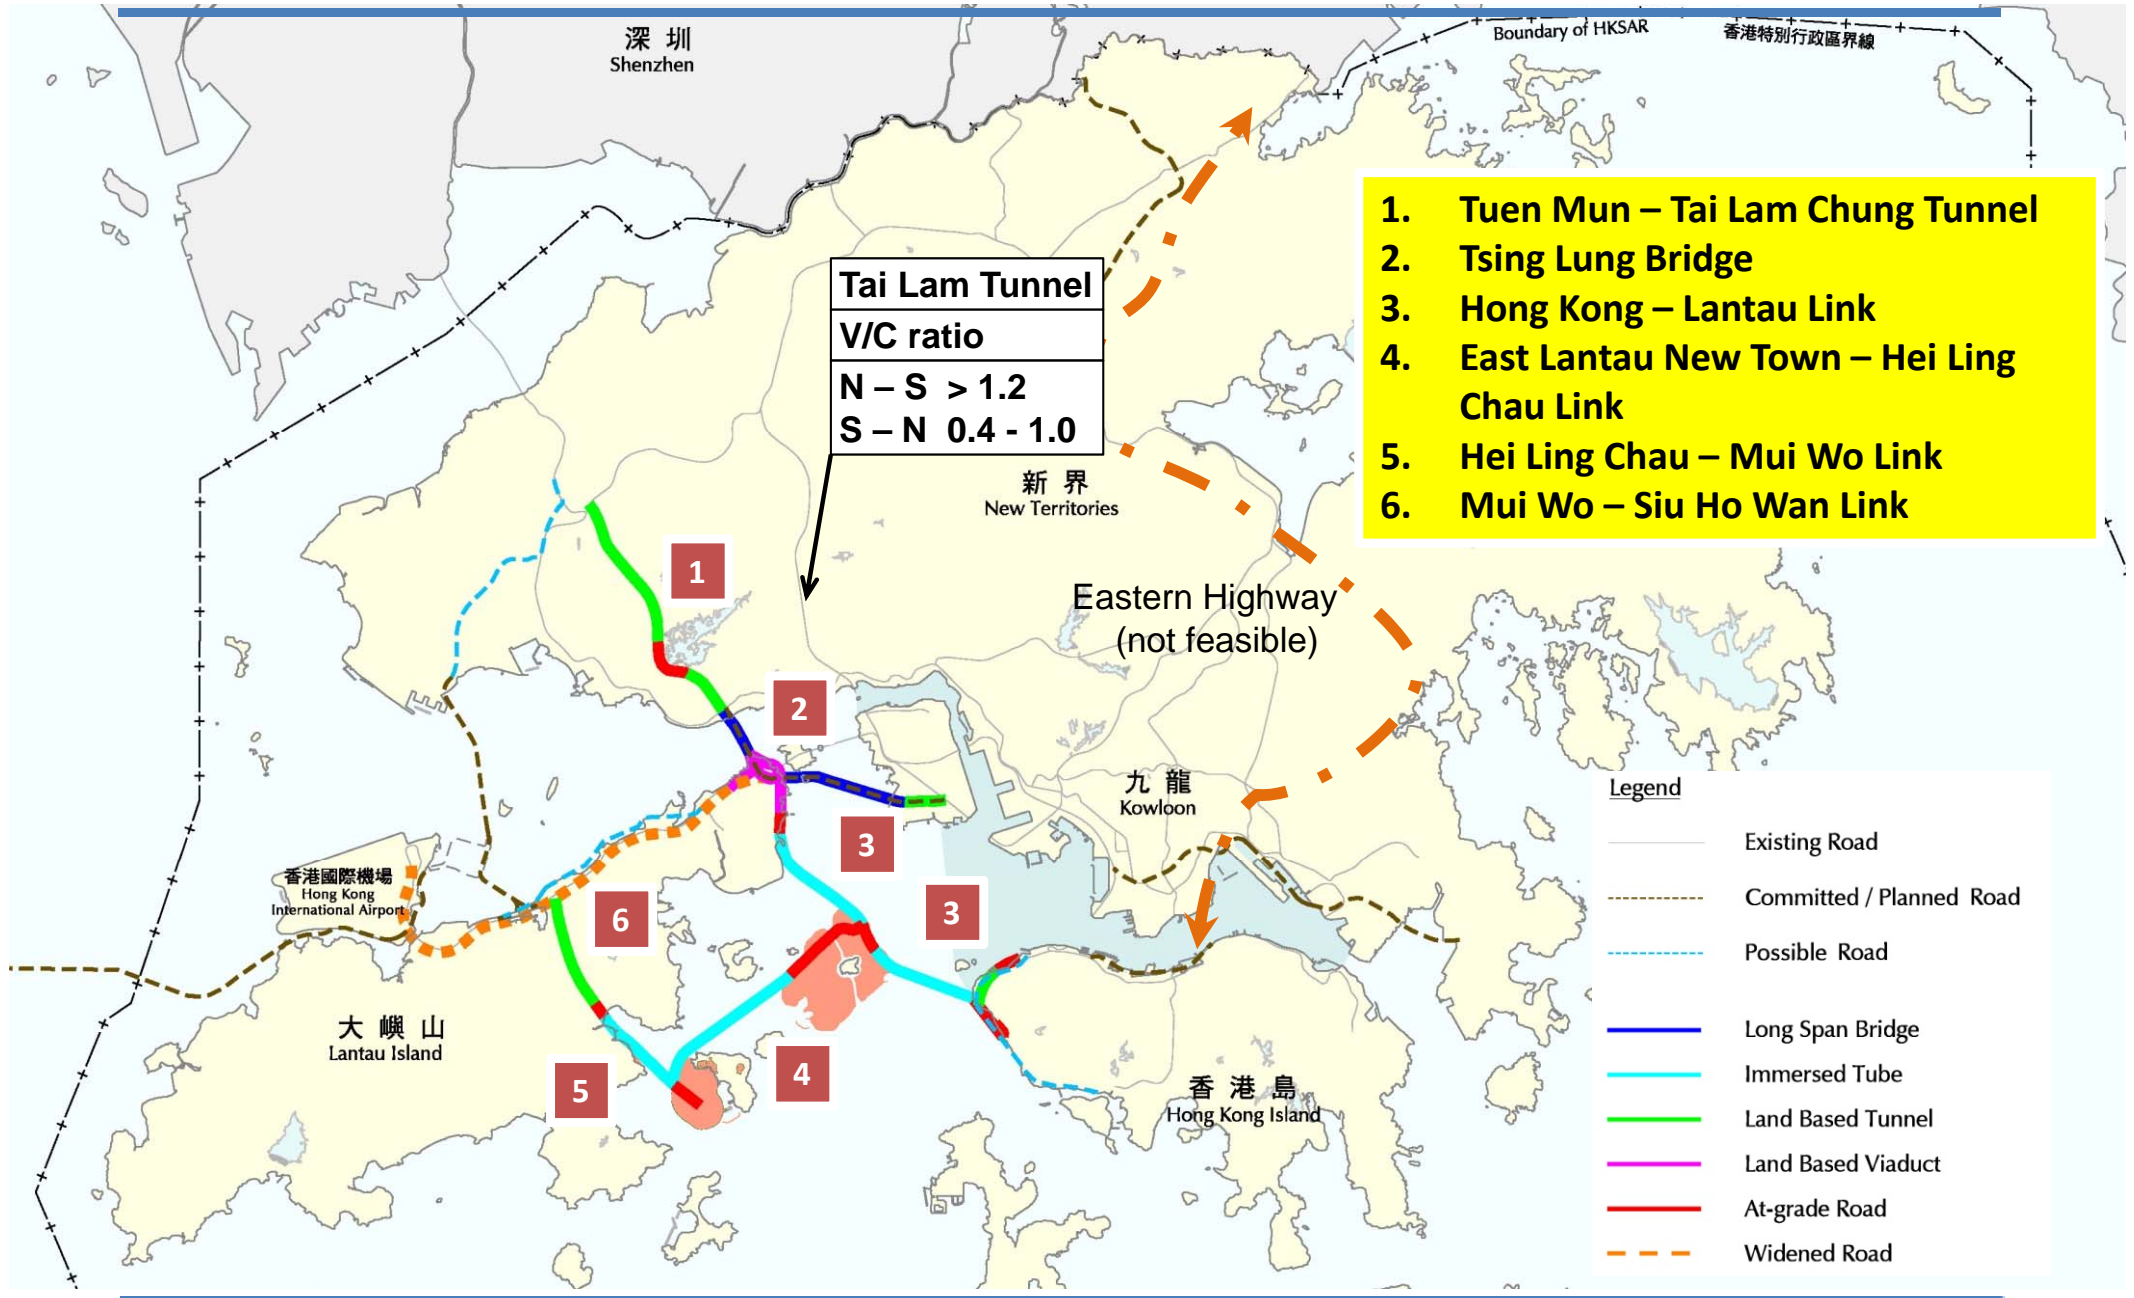 深 圳
Shenzhen
Boundary of HKSAR
香港特別行政區界線
1. Tuen Mun – Tai Lam Chung Tunnel
2. Tsing Lung Bridge
3. Hong Kong – Lantau Link
4. East Lantau New Town – Hei Ling
Chau Link
5. Hei Ling Chau – Mui Wo Link
6. Mui Wo – Siu Ho Wan Link
Tai Lam Tunnel
V/C ratio
N – S > 1.2
S – N 0.4 - 1.0
新 界
New Territories
1
Eastern Highway
(not feasible)
2
九 龍
Kowloon
3
香港國際機場
Hong Kong
International Airport
6
3
大 嶼 山
Lantau Island
5
4
香 港 島
Hong Kong Island
Legend
Existing Road
Committed / Planned Road
Possible Road
Long Span Bridge
Immersed Tube
Land Based Tunnel
Land Based Viaduct
At-grade Road
Widened Road